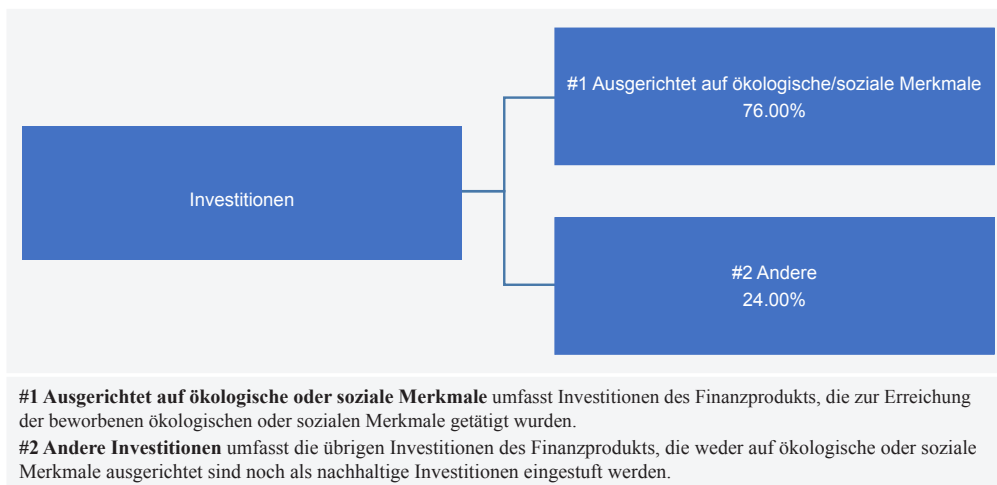 #1 Ausgerichtet auf ökologische/soziale Merkmale
76.00%
Investitionen
#2 Andere
24.00%
#1 Ausgerichtet auf ökologische oder soziale Merkmale umfasst Investitionen des Finanzprodukts, die zur Erreichung
der beworbenen ökologischen oder sozialen Merkmale getätigt wurden.
#2 Andere Investitionen umfasst die übrigen Investitionen des Finanzprodukts, die weder auf ökologische oder soziale
Merkmale ausgerichtet sind noch als nachhaltige Investitionen eingestuft werden.